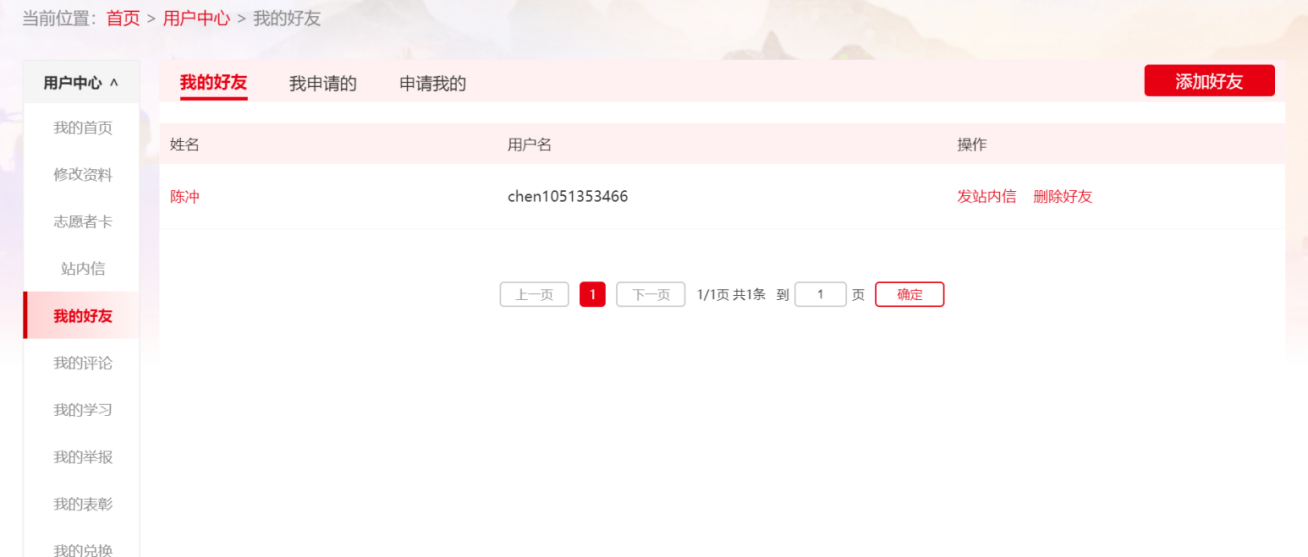 当前位置：首页 > 用户中心 > 我的好友
用户中心 ∧
我的首页
修改资料
志愿者卡
站内信
我的好友
我的评论
我的学习
我的举报
我的表彰
我的兑换
我的好友 我申请的 申请我的 添加好友
姓名 用户名 操作
陈冲 chen1051353466 发站内信 删除好友
上一页 1 下一页 1/1页 共1条 到 1 页 确定